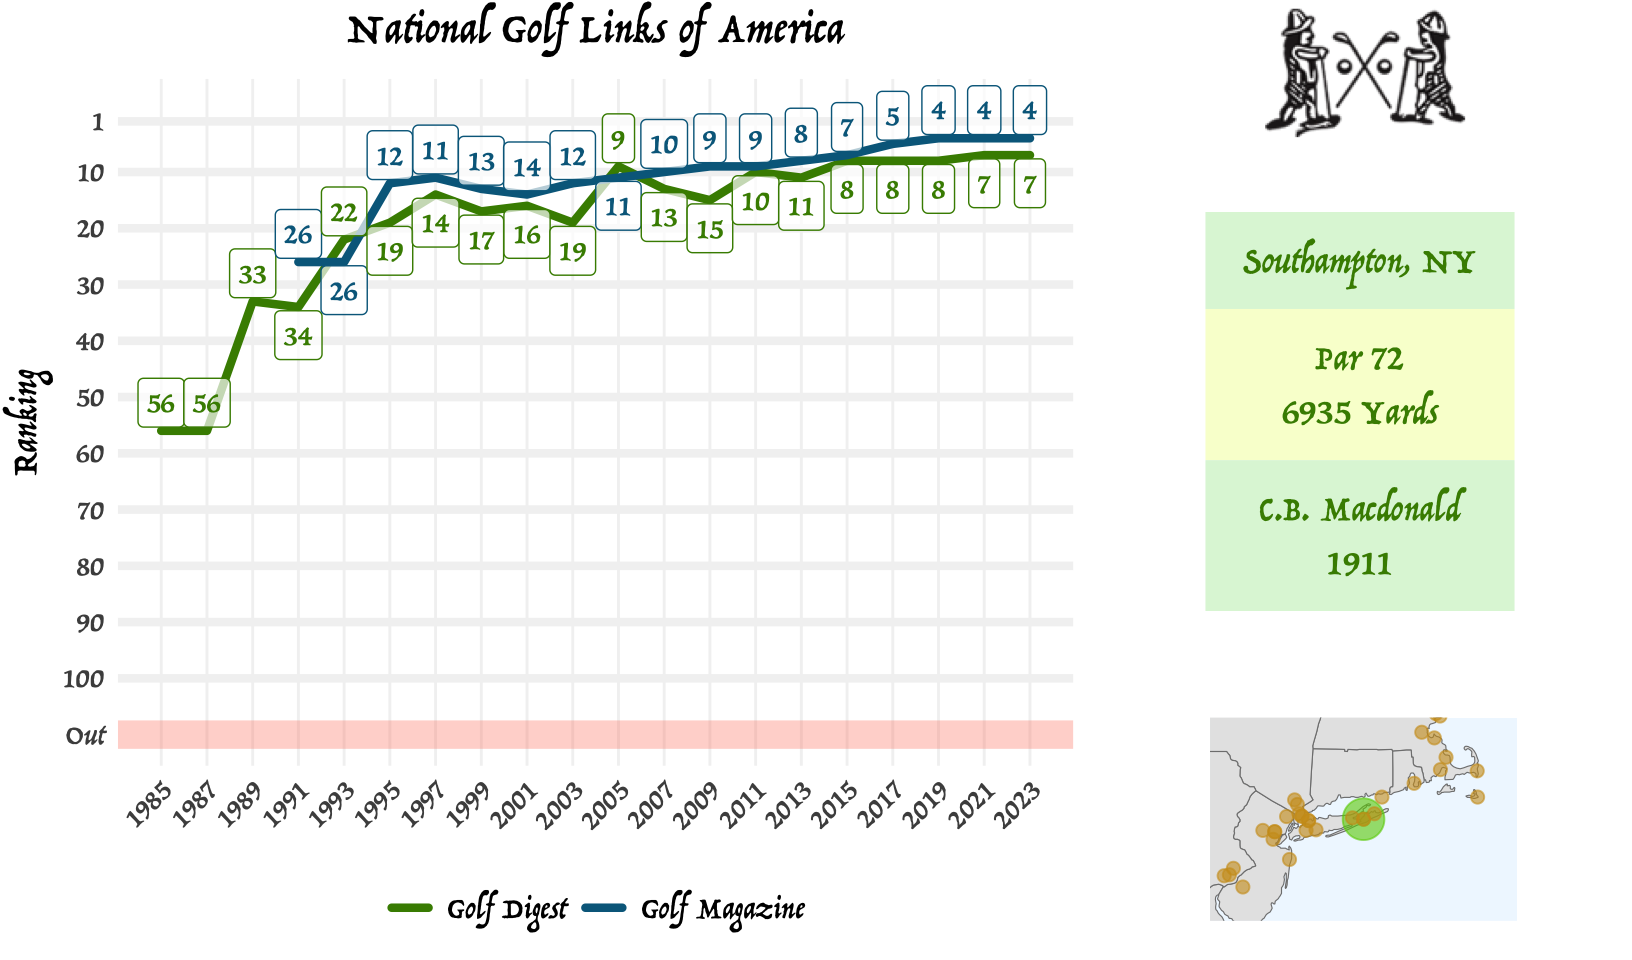 National Golf Links of America
Ranking
1
10
20
30
40
50
60
70
80
90
100
Out
56 56 33 34 22 19 14 17 16 19 9 13 15 10 11 8 8 8 7 7
26 26 12 11 13 14 12 11 10 9 9 8 7 5 4 4 4
1985 1987 1989 1991 1993 1995 1997 1999 2001 2003 2005 2007 2009 2011 2013 2015 2017 2019 2021 2023
Golf Digest Golf Magazine
Southampton, NY
Par 72
6935 Yards
C.B. Macdonald
1911